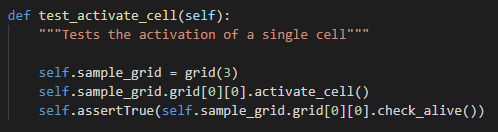 def test_activate_cell(self):
    """Tests the activation of a single cell"""
    self.sample_grid = grid(3)
    self.sample_grid.grid[0][0].activate_cell()
    self.assertTrue(self.sample_grid.grid[0][0].check_alive())